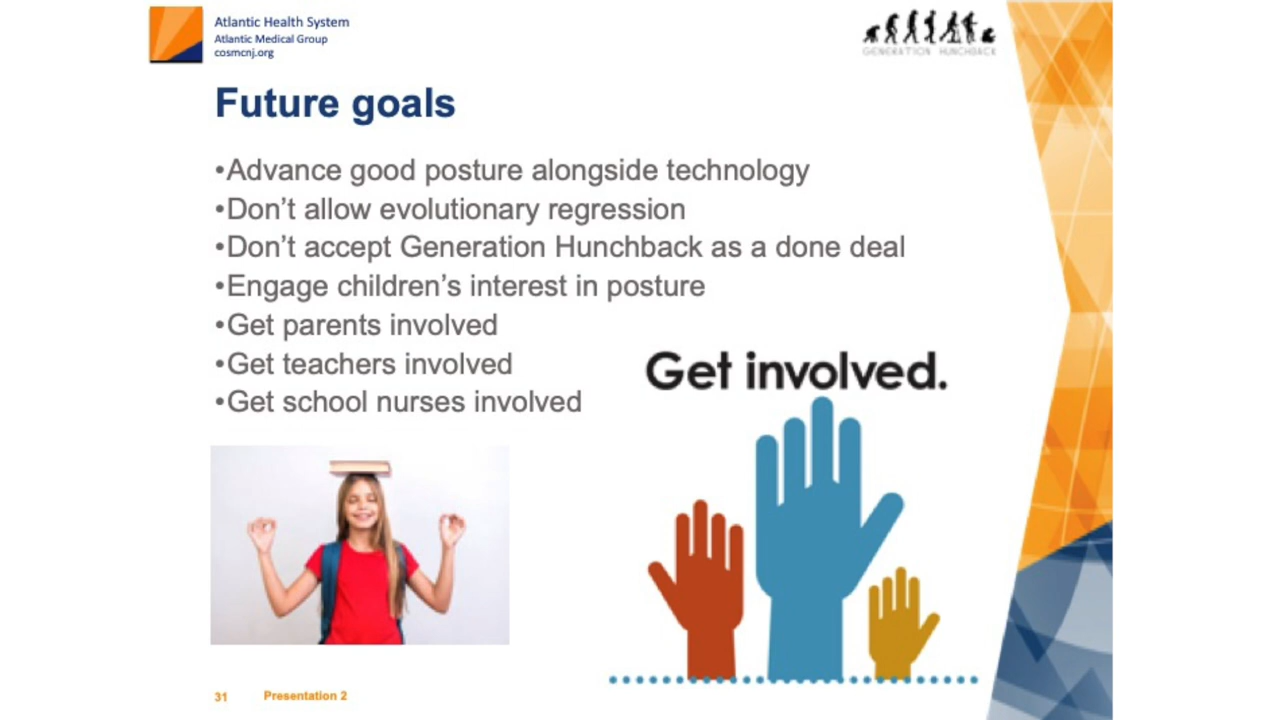 Atlantic Health System
Atlantic Medical Group
cosmcnj.org
GENERATION HUNCHBACK
Future goals
•Advance good posture alongside technology
•Don’t allow evolutionary regression
•Don’t accept Generation Hunchback as a done deal
•Engage children’s interest in posture
•Get parents involved
•Get teachers involved
•Get school nurses involved
Get involved.
31 Presentation 2